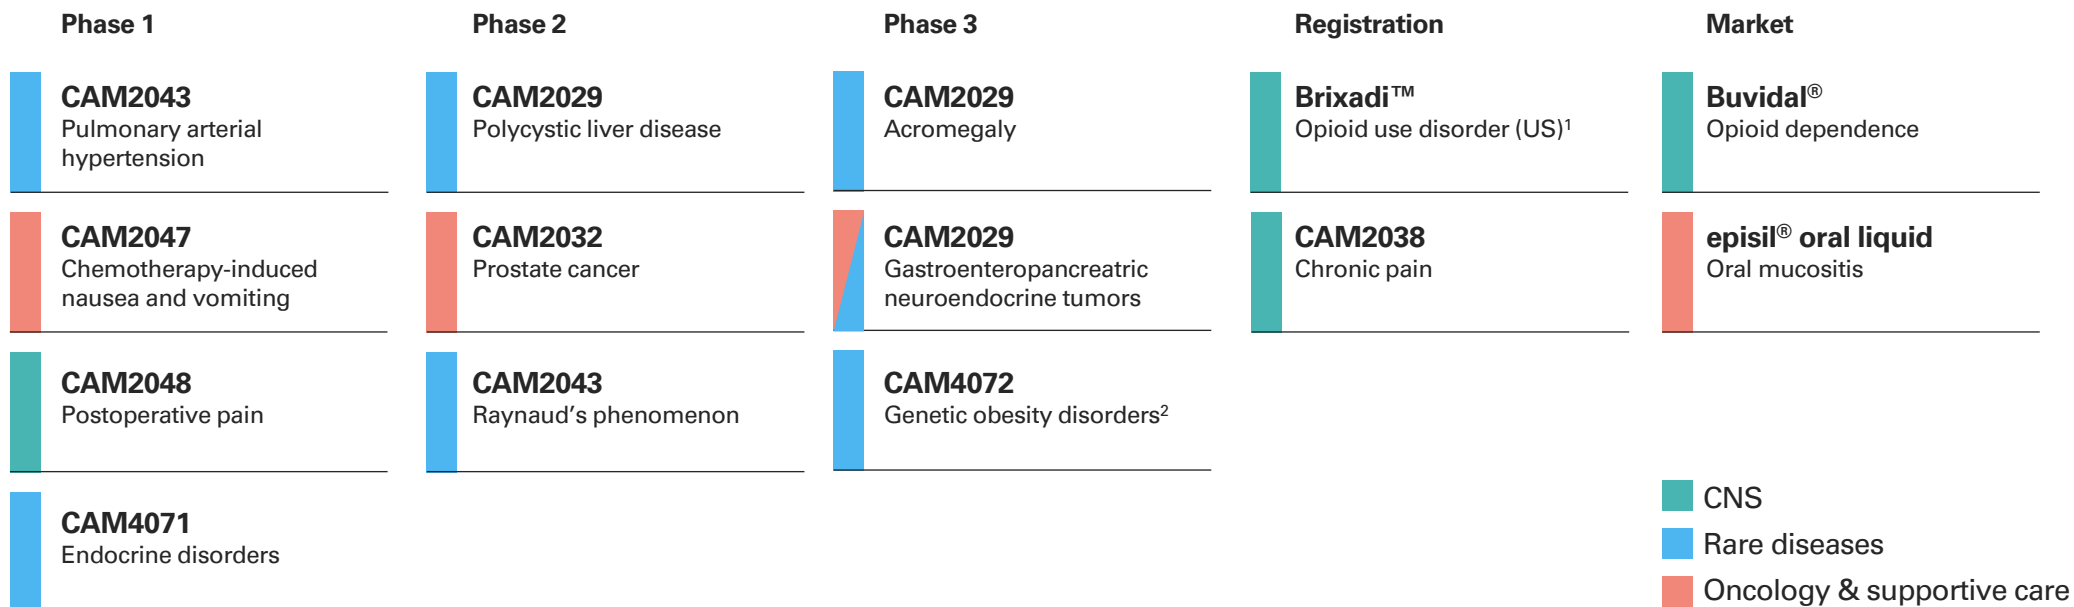 Phase 1
Phase 2
Phase 3
Registration
Market
CAM2043
Pulmonary arterial
hypertension
CAM2029
Polycystic liver disease
CAM2029
Acromegaly
Brixadi™
Opioid use disorder (US)¹
Buvidal®
Opioid dependence
CAM2047
Chemotherapy-induced
nausea and vomiting
CAM2032
Prostate cancer
CAM2029
Gastroenteropancreatric
neuroendocrine tumors
CAM2038
Chronic pain
episil® oral liquid
Oral mucositis
CAM2048
Postoperative pain
CAM2043
Raynaud’s phenomenon
CAM4072
Genetic obesity disorders²
CAM4071
Endocrine disorders
CNS
Rare diseases
Oncology & supportive care